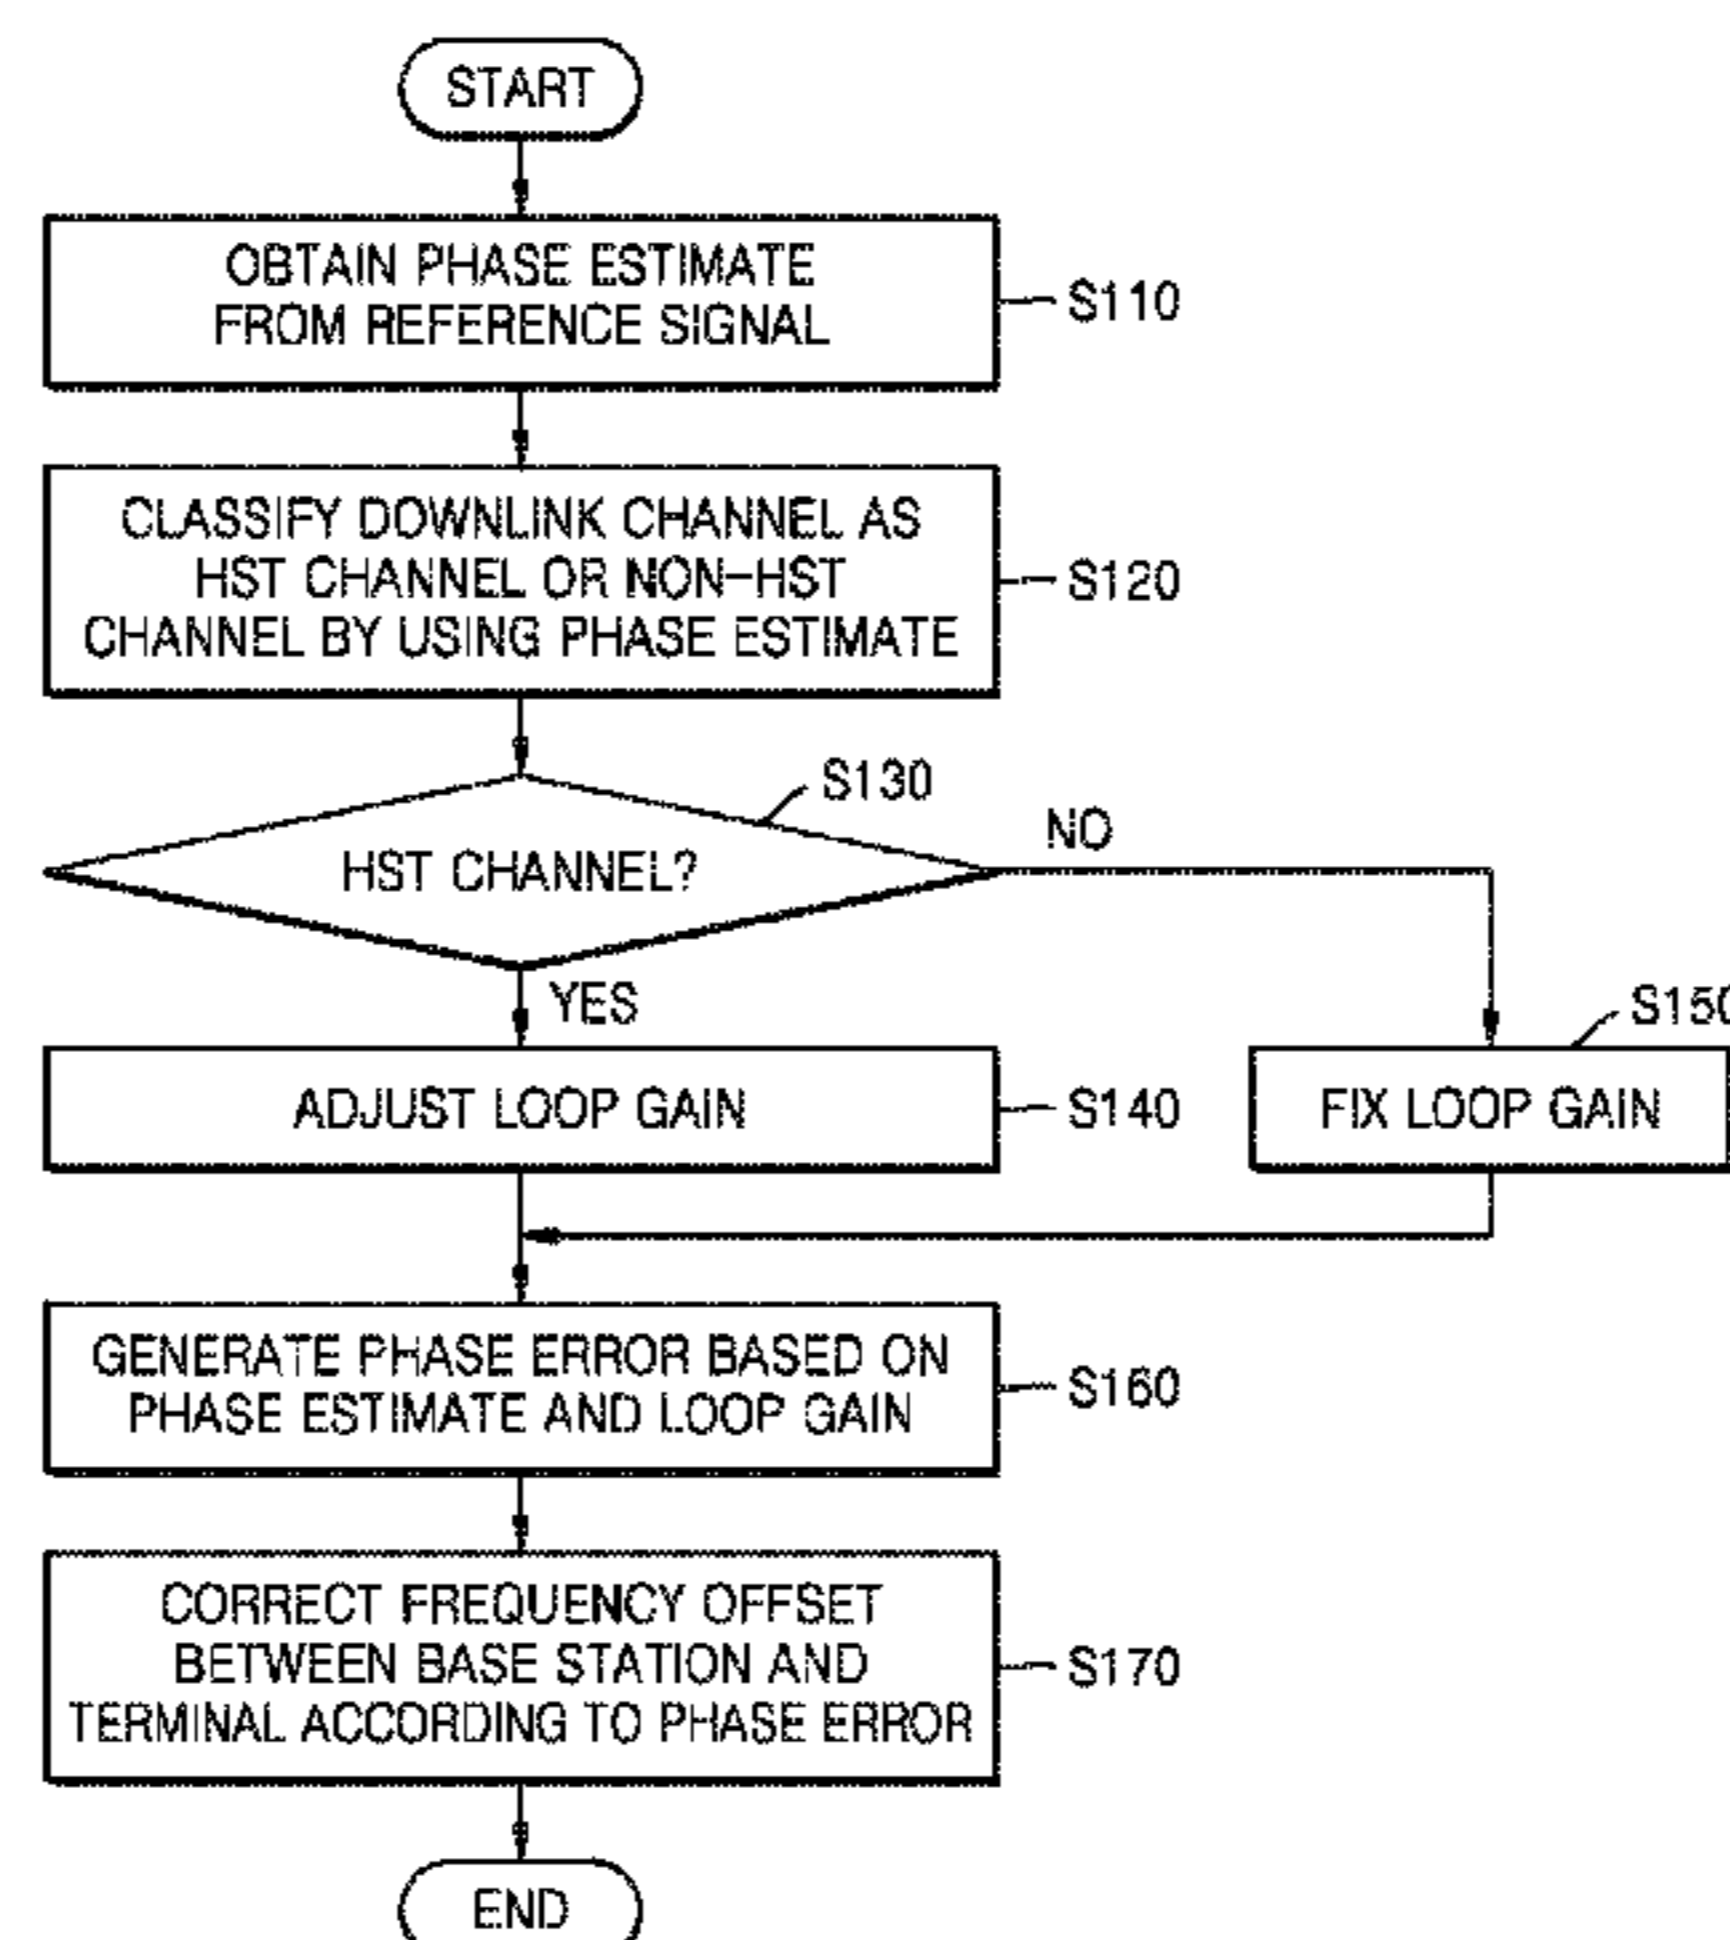 START
OBTAIN PHASE ESTIMATE
FROM REFERENCE SIGNAL
S110
CLASSIFY DOWNLINK CHANNEL AS
HST CHANNEL OR NON-HST
CHANNEL BY USING PHASE ESTIMATE
S120
S130
HST CHANNEL?
NO
YES
ADJUST LOOP GAIN
S140
S150
FIX LOOP GAIN
GENERATE PHASE ERROR BASED ON
PHASE ESTIMATE AND LOOP GAIN
S160
CORRECT FREQUENCY OFFSET
BETWEEN BASE STATION AND
TERMINAL ACCORDING TO PHASE ERROR
S170
END